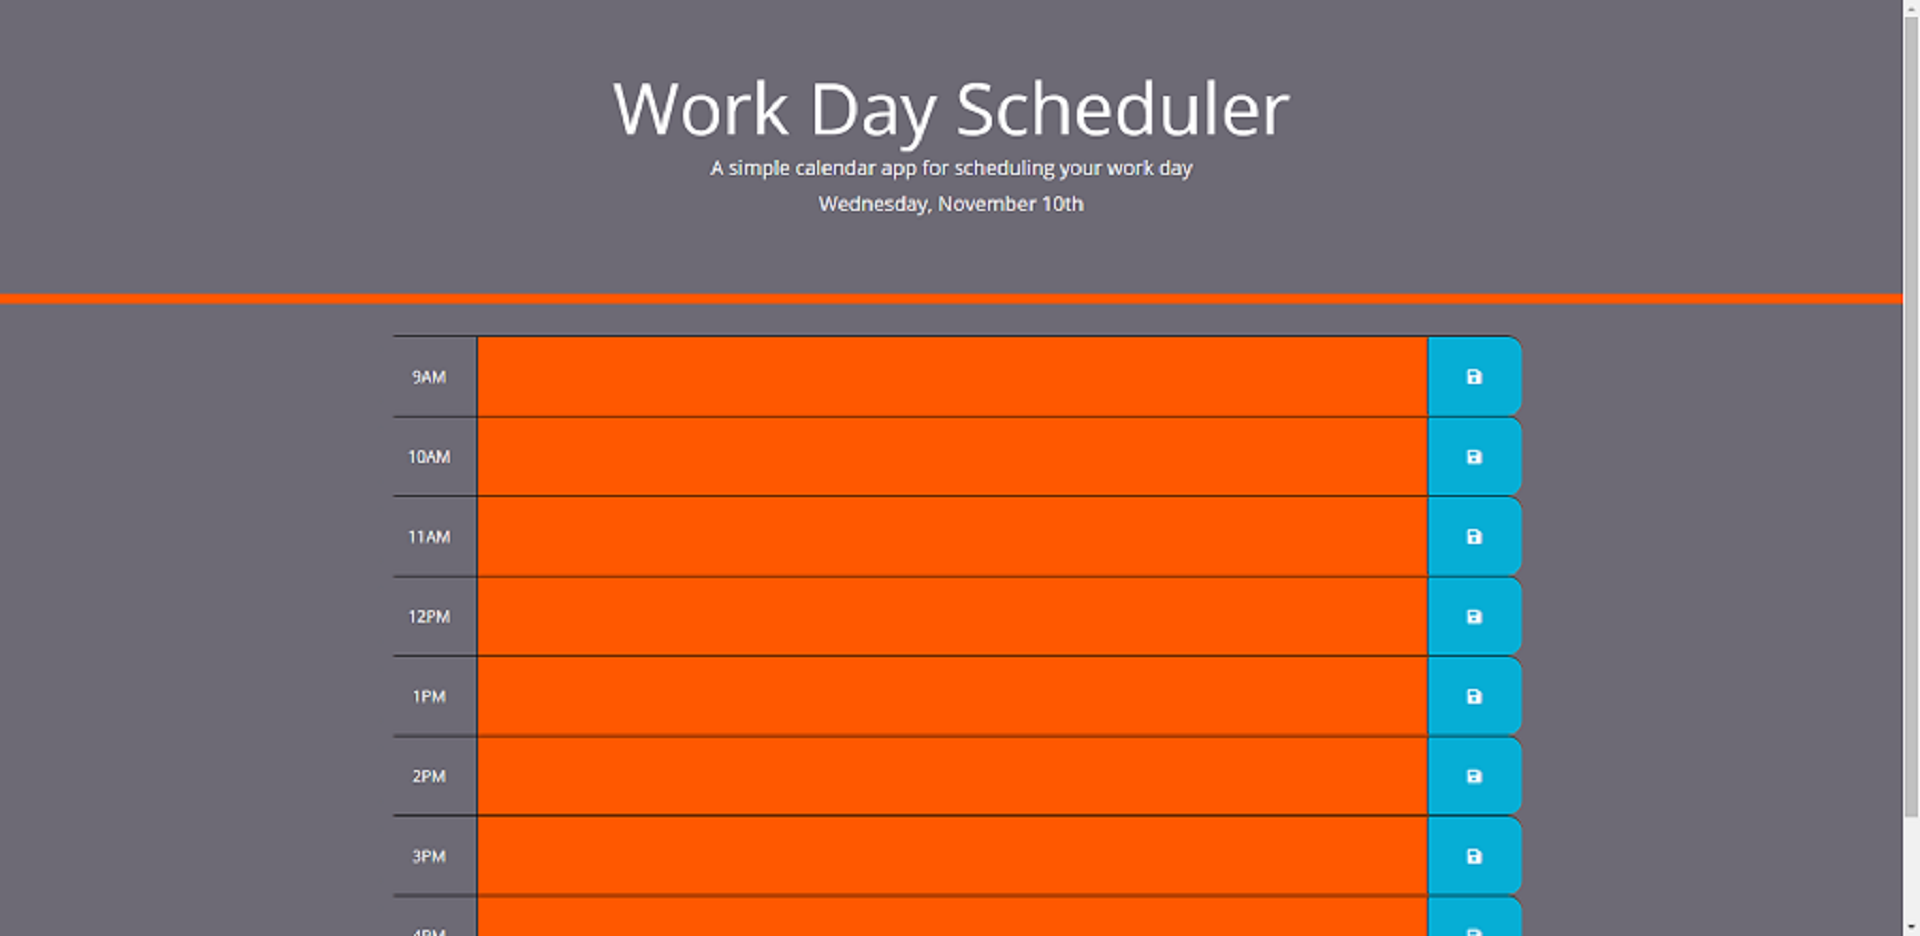 Work Day Scheduler
A simple calendar app for scheduling your work day
Wednesday, November 10th
9AM
10AM
11AM
12PM
1PM
2PM
3PM
4PM